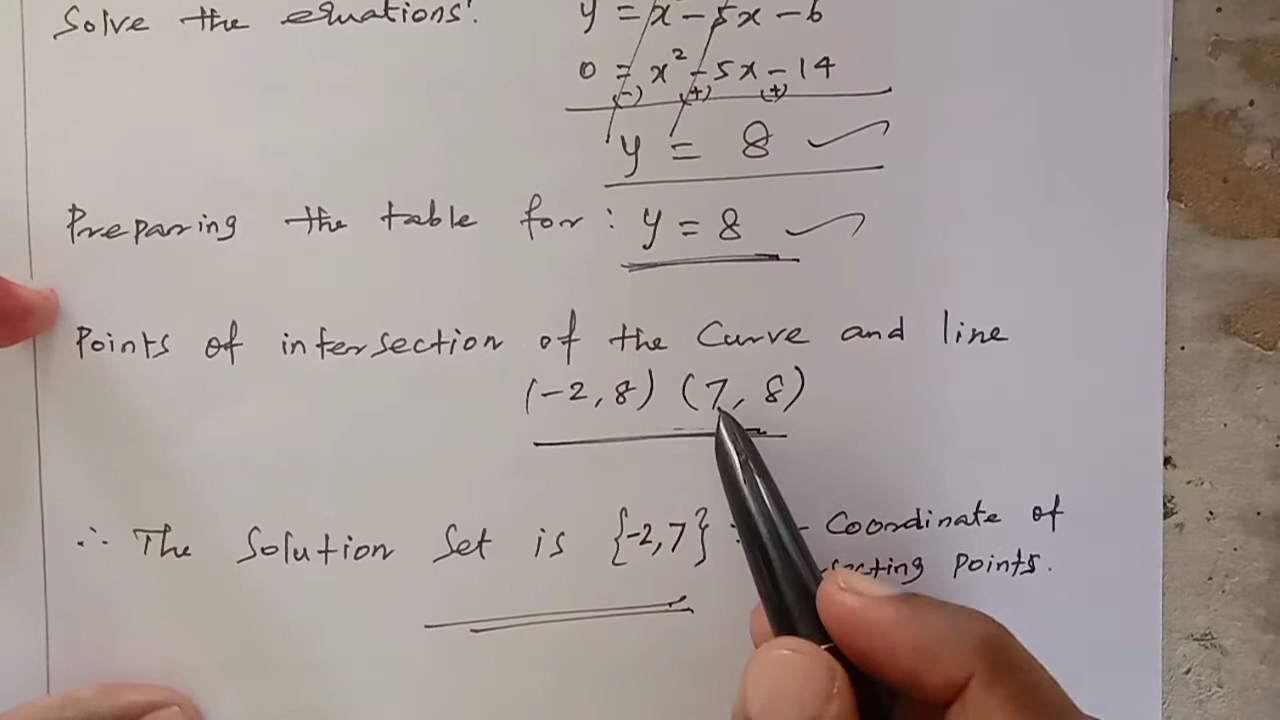 Solve the equations:
y = x - 5x - 6
0 = x² - 5x - 14
(-) (+) (+)
y = 8
Preparing the table for: y = 8
Points of intersection of the Curve and line
(-2, 8) (7, 8)
∴ The Solution Set is {-2, 7} : - Coordinate of
secting points.